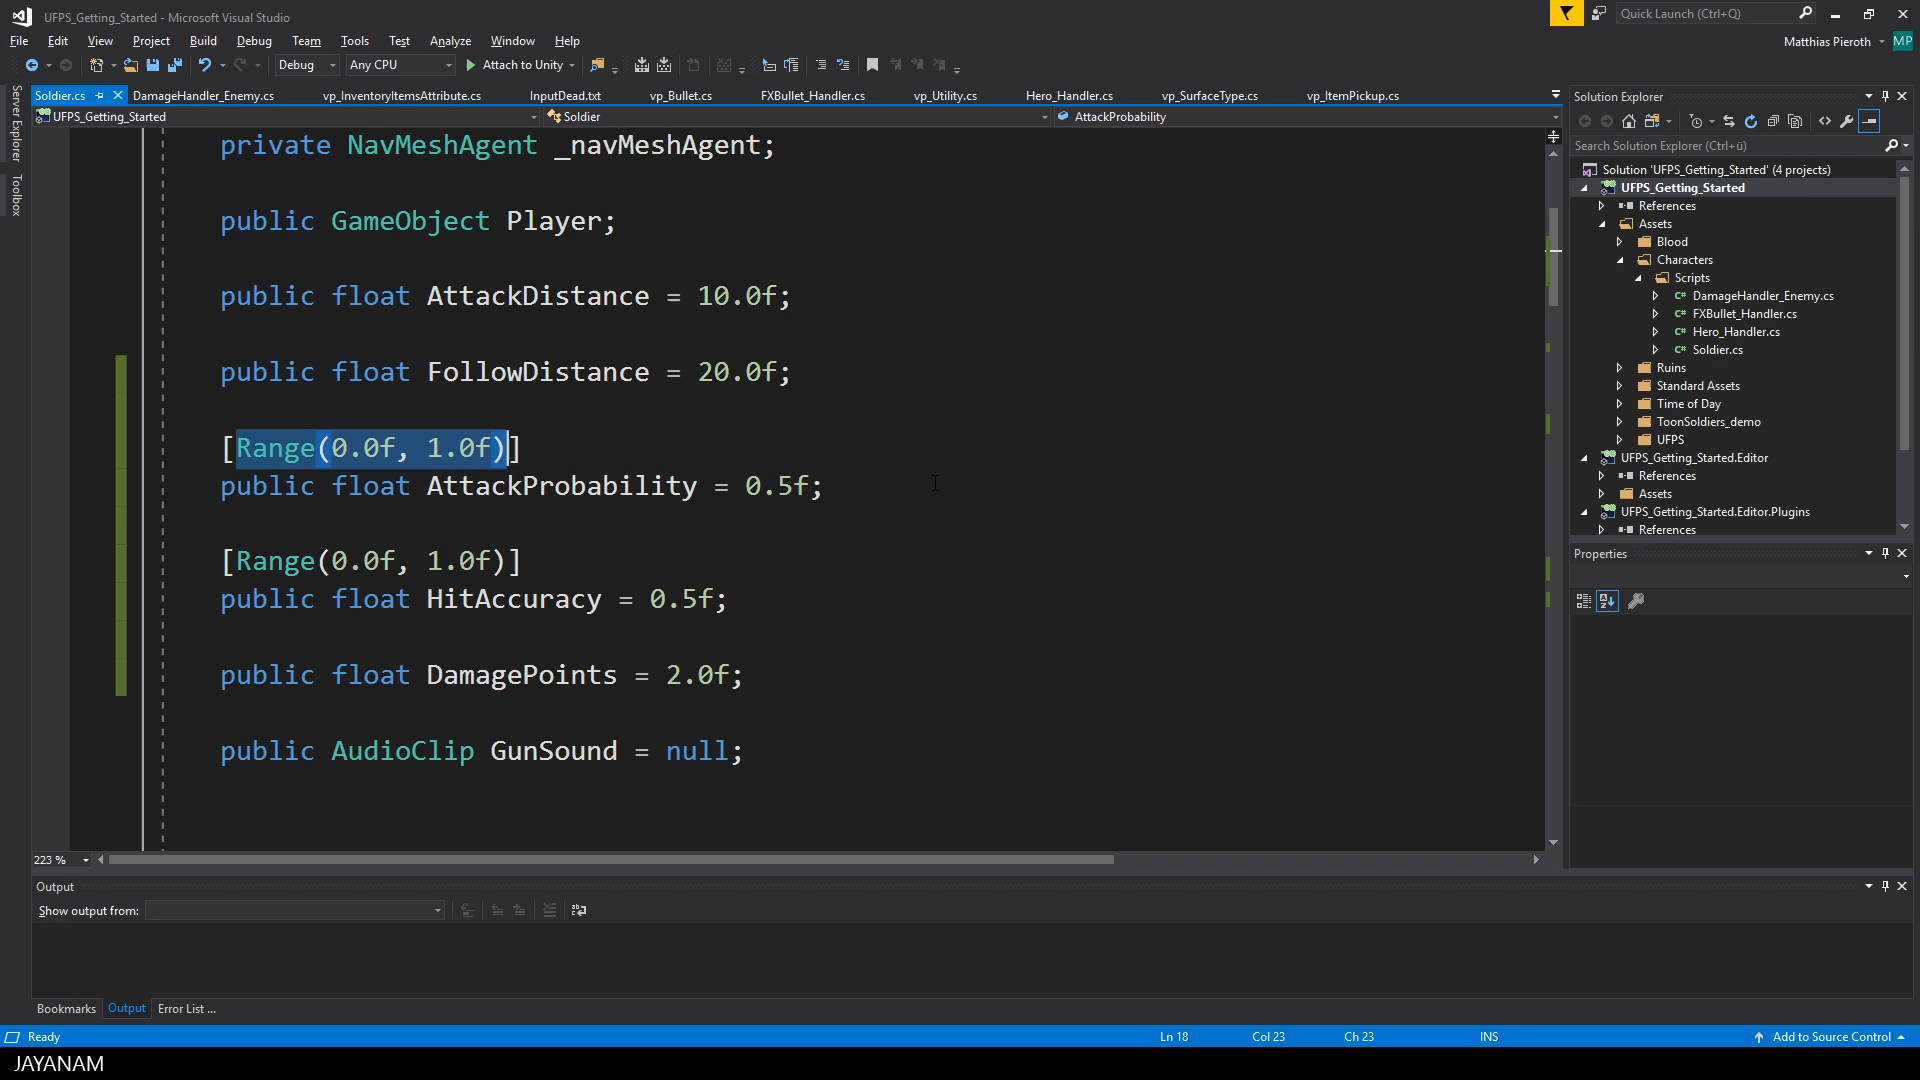 UFPS_Getting_Started - Microsoft Visual Studio
Quick Launch (Ctrl+Q)
File Edit View Project Build Debug Team Tools Test Analyze Window Help
Matthias Pieroth MP
Debug Any CPU Attach to Unity
Server Explorer
Toolbox
Soldier.cs DamageHandler_Enemy.cs vp_InventoryItemsAttribute.cs InputDead.txt vp_Bullet.cs FXBullet_Handler.cs vp_Utility.cs Hero_Handler.cs vp_SurfaceType.cs vp_ItemPickup.cs
UFPS_Getting_Started Soldier AttackProbability
private NavMeshAgent _navMeshAgent;
public GameObject Player;
public float AttackDistance = 10.0f;
public float FollowDistance = 20.0f;
[Range(0.0f, 1.0f)]
public float AttackProbability = 0.5f;
[Range(0.0f, 1.0f)]
public float HitAccuracy = 0.5f;
public float DamagePoints = 2.0f;
public AudioClip GunSound = null;
223 %
Solution Explorer
Search Solution Explorer (Ctrl+ü)
Solution 'UFPS_Getting_Started' (4 projects)
UFPS_Getting_Started
References
Assets
Blood
Characters
Scripts
C# DamageHandler_Enemy.cs
C# FXBullet_Handler.cs
C# Hero_Handler.cs
C# Soldier.cs
Ruins
Standard Assets
Time of Day
ToonSoldiers_demo
UFPS
UFPS_Getting_Started.Editor
References
Assets
UFPS_Getting_Started.Editor.Plugins
References
Properties
Output
Show output from:
Bookmarks Output Error List ...
Ready Ln 18 Col 23 Ch 23 INS Add to Source Control
JAYANAM